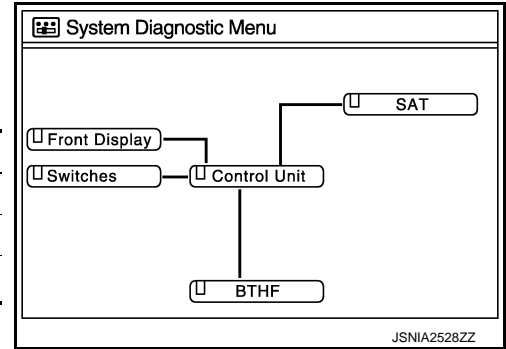 System Diagnostic Menu
SAT
Front Display
Switches
Control Unit
BTHF
JSNIA2528ZZ